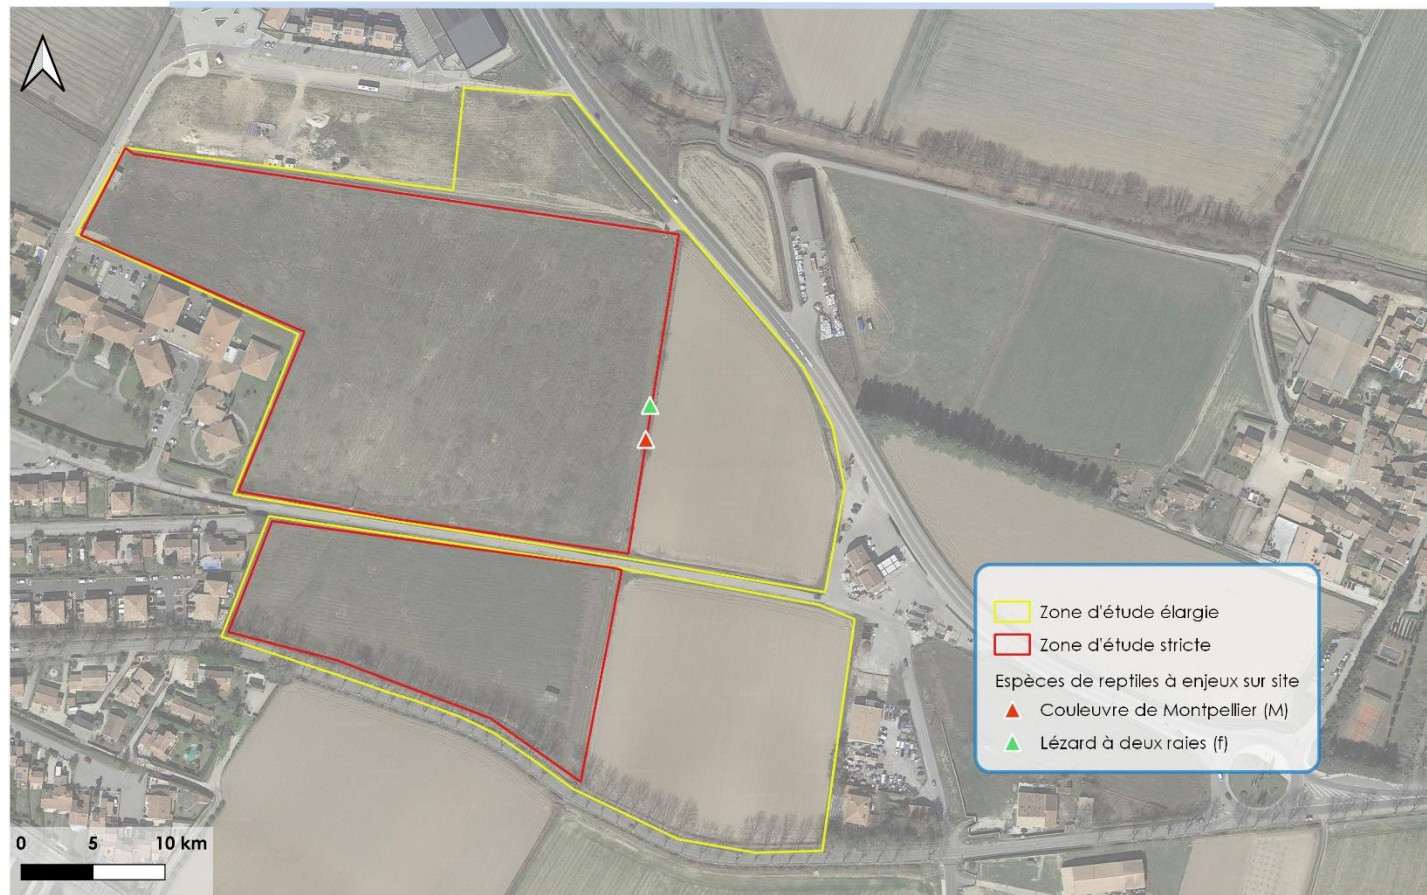 Zone d'étude élargie
Zone d'étude stricte
Espèces de reptiles à enjeux sur site
Couleuvre de Montpellier (M)
Lézard à deux raies (f)
0 5 10 km